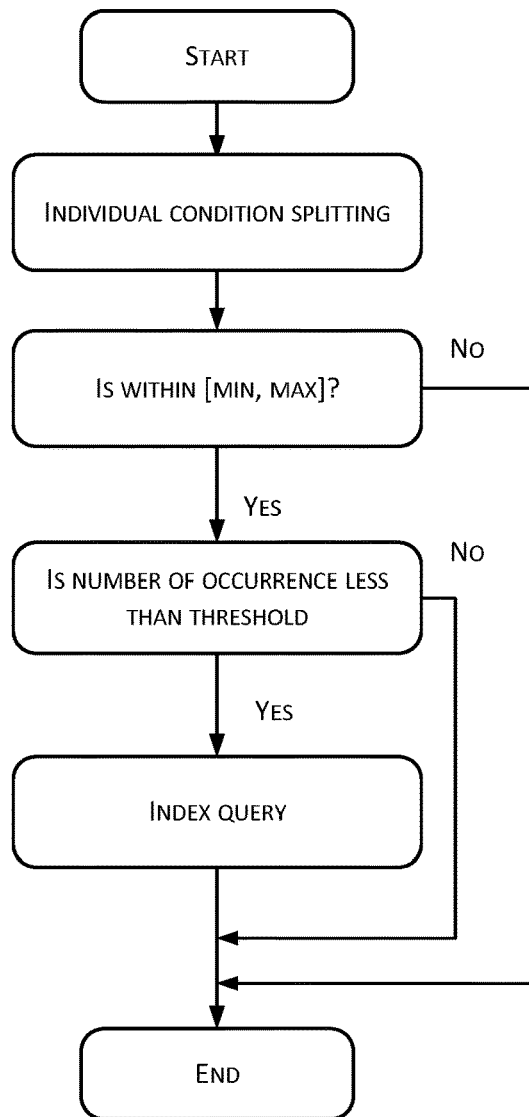 START
INDIVIDUAL CONDITION SPLITTING
IS WITHIN [MIN, MAX]?
NO
YES
IS NUMBER OF OCCURRENCE LESS
THAN THRESHOLD
NO
YES
INDEX QUERY
END